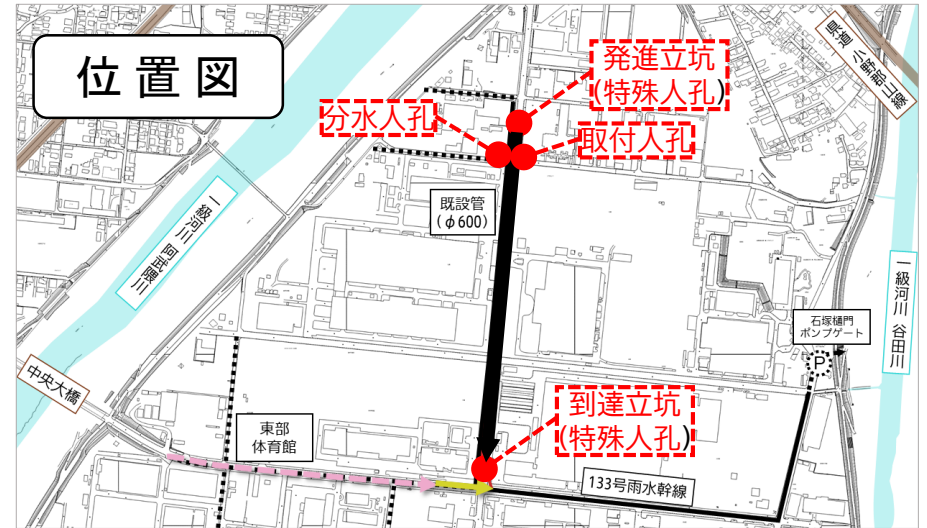 位置図
発進立坑
(特殊人孔)
分水人孔
取付人孔
県道 小野郡山線
既設管
(φ600)
一級河川 阿武隈川
一級河川 谷田川
石塚樋門
ポンプゲート
P
中央大橋
東部
体育館
到達立坑
(特殊人孔)
133号雨水幹線